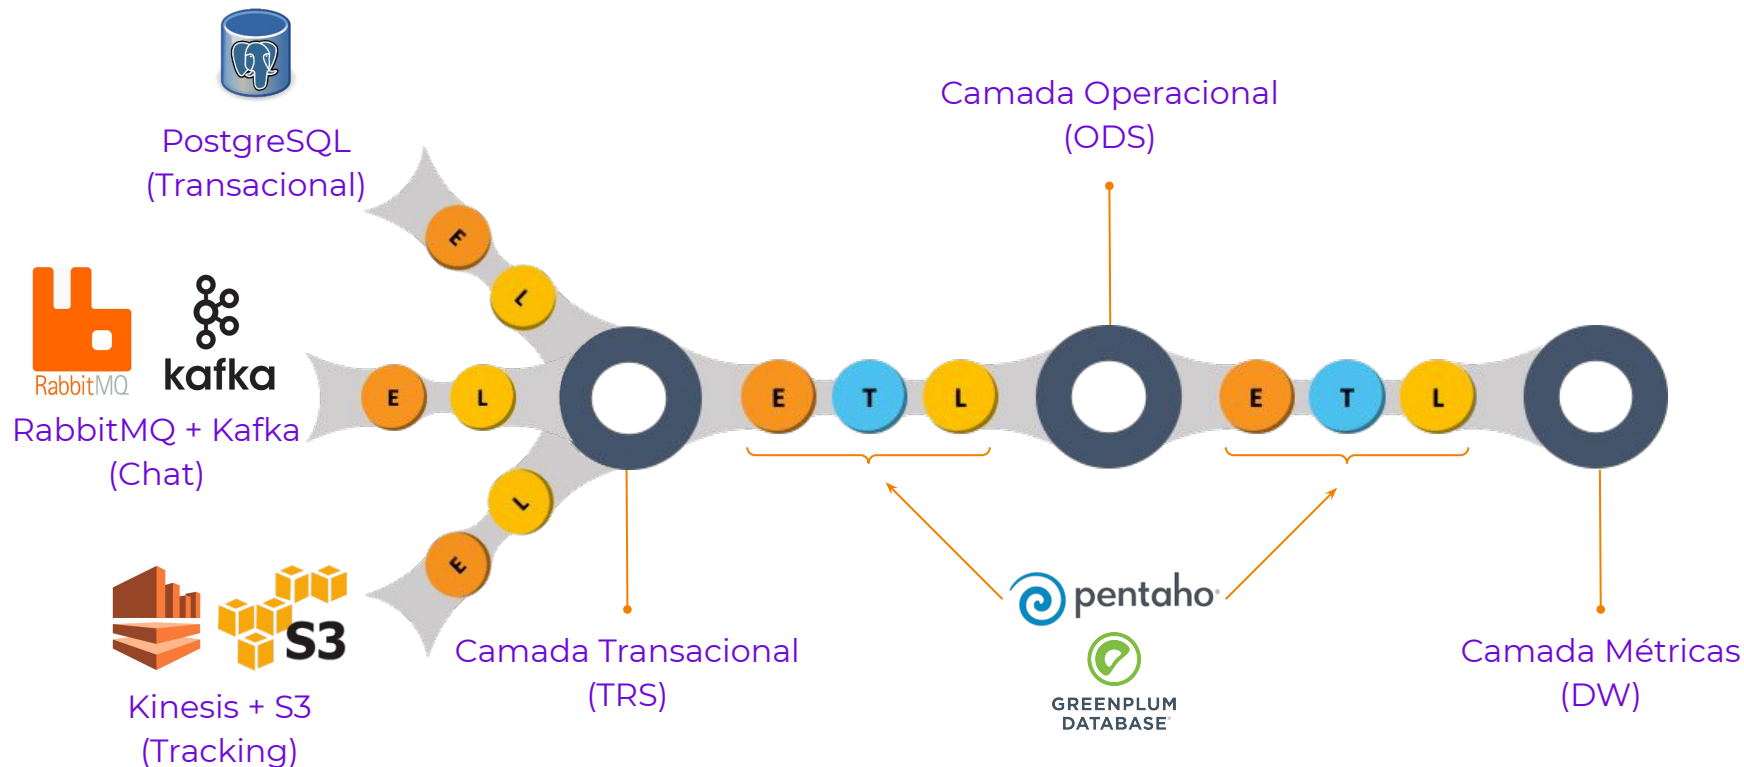 PostgreSQL
(Transacional)
RabbitMQ
kafka
RabbitMQ + Kafka
(Chat)
S3
Kinesis + S3
(Tracking)
E
L
E
L
E
L
Camada Transacional
(TRS)
E
T
L
Camada Operacional
(ODS)
E
T
L
pentaho
GREENPLUM
DATABASE
Camada Métricas
(DW)